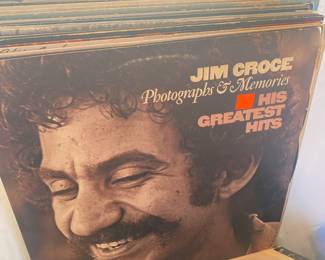 JIM CROCE
Photographs & Memories
HIS
GREATEST
HITS